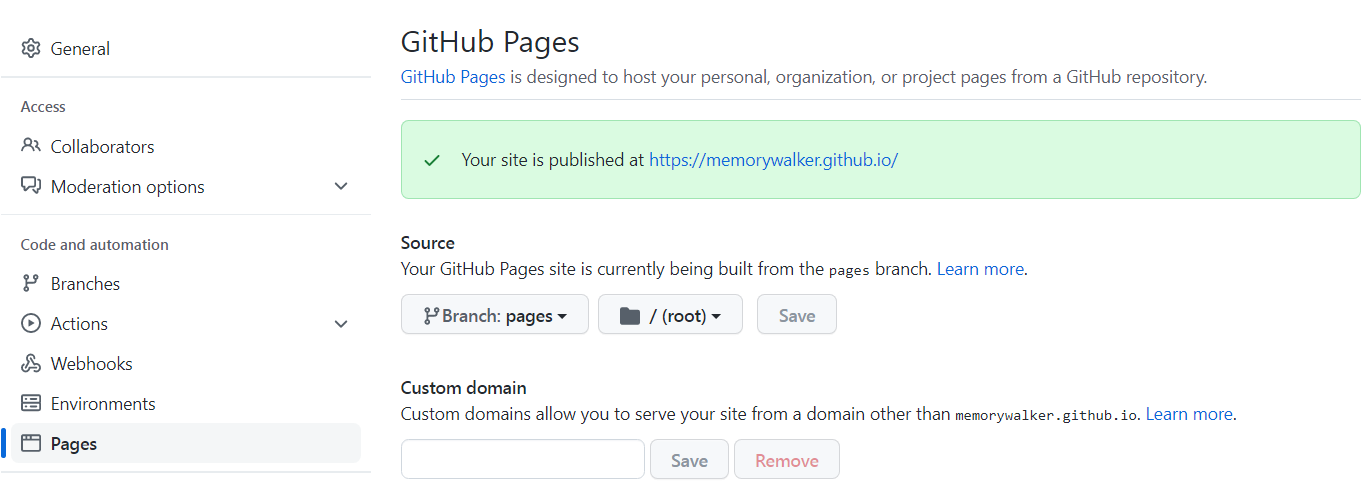 General
Access
Collaborators
Moderation options
Code and automation
Branches
Actions
Webhooks
Environments
Pages
GitHub Pages
GitHub Pages is designed to host your personal, organization, or project pages from a GitHub repository.
Your site is published at https://memorywalker.github.io/
Source
Your GitHub Pages site is currently being built from the pages branch. Learn more.
Branch: pages / (root) Save
Custom domain
Custom domains allow you to serve your site from a domain other than memorywalker.github.io. Learn more.
Save Remove